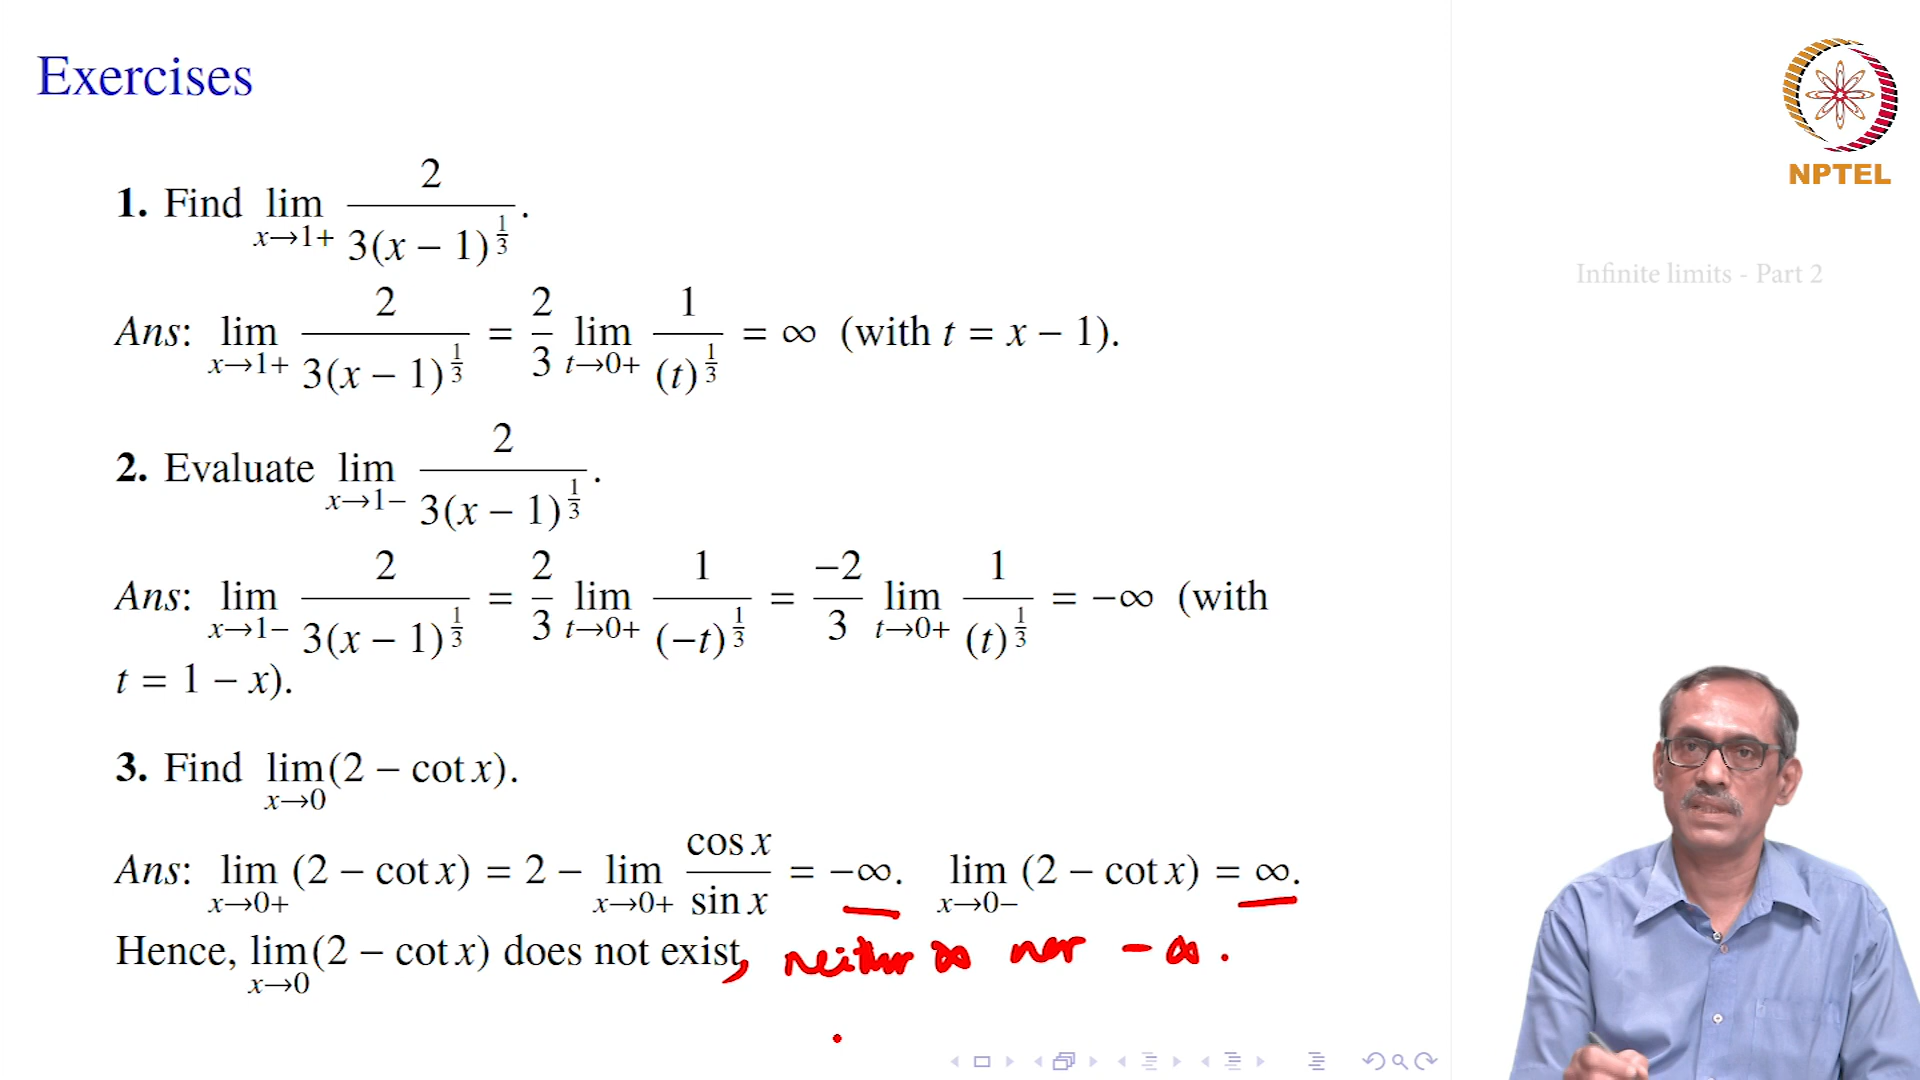 Exercises
1. Find lim_{x→1+} 2/(3(x − 1)^{1/3}).
Ans: lim_{x→1+} 2/(3(x − 1)^{1/3}) = 2/3 lim_{t→0+} 1/(t)^{1/3} = ∞ (with t = x − 1).
2. Evaluate lim_{x→1−} 2/(3(x − 1)^{1/3}).
Ans: lim_{x→1−} 2/(3(x − 1)^{1/3}) = 2/3 lim_{t→0+} 1/(−t)^{1/3} = −2/3 lim_{t→0+} 1/(t)^{1/3} = −∞ (with
t = 1 − x).
3. Find lim_{x→0}(2 − cot x).
Ans: lim_{x→0+} (2 − cot x) = 2 − lim_{x→0+} cos x/sin x = −∞. lim_{x→0−} (2 − cot x) = ∞.
Hence, lim_{x→0}(2 − cot x) does not exist, neither ∞ nor −∞.
NPTEL
Infinite limits - Part 2